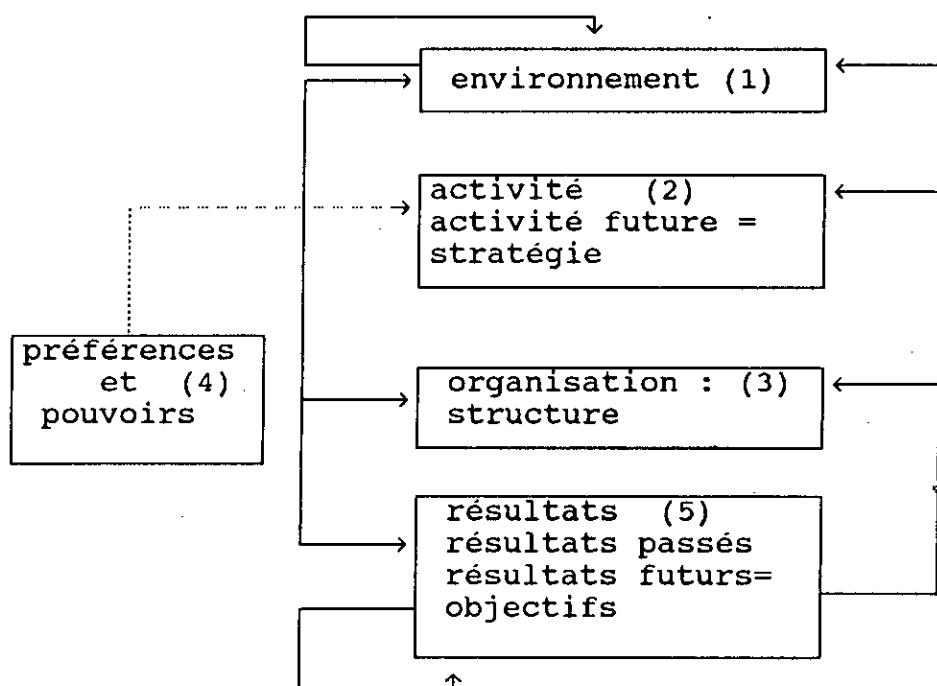 environnement (1)
activité (2)
activité future =
stratégie
préférences
et (4)
pouvoirs
organisation : (3)
structure
résultats (5)
résultats passés
résultats futurs=
objectifs